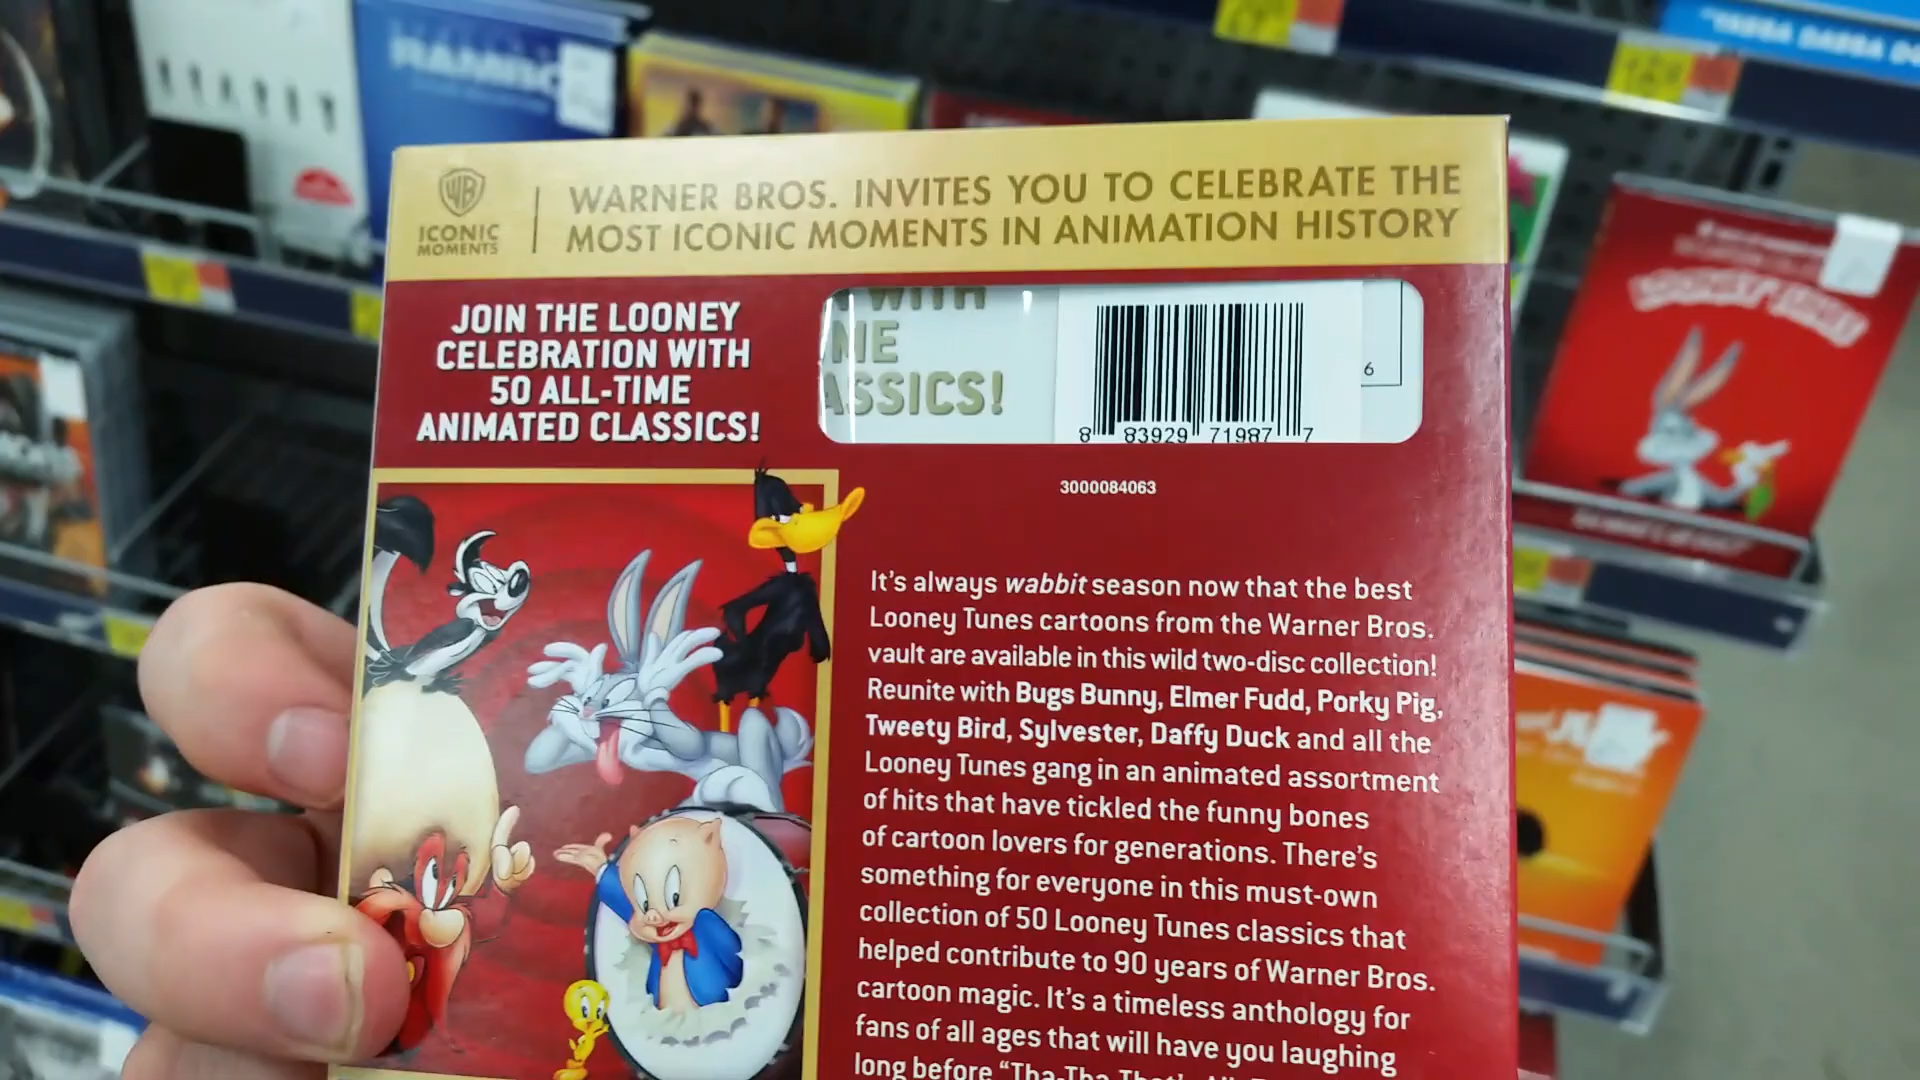 WB
ICONIC
MOMENTS
WARNER BROS. INVITES YOU TO CELEBRATE THE
MOST ICONIC MOMENTS IN ANIMATION HISTORY
JOIN THE LOONEY
CELEBRATION WITH
50 ALL-TIME
ANIMATED CLASSICS!
WITH
ME
ASSICS!
6
8 83929 71987 7
3000084063
It's always wabbit season now that the best
Looney Tunes cartoons from the Warner Bros.
vault are available in this wild two-disc collection!
Reunite with Bugs Bunny, Elmer Fudd, Porky Pig,
Tweety Bird, Sylvester, Daffy Duck and all the
Looney Tunes gang in an animated assortment
of hits that have tickled the funny bones
of cartoon lovers for generations. There's
something for everyone in this must-own
collection of 50 Looney Tunes classics that
helped contribute to 90 years of Warner Bros.
cartoon magic. It's a timeless anthology for
fans of all ages that will have you laughing
long before "Tha-Tha-That's